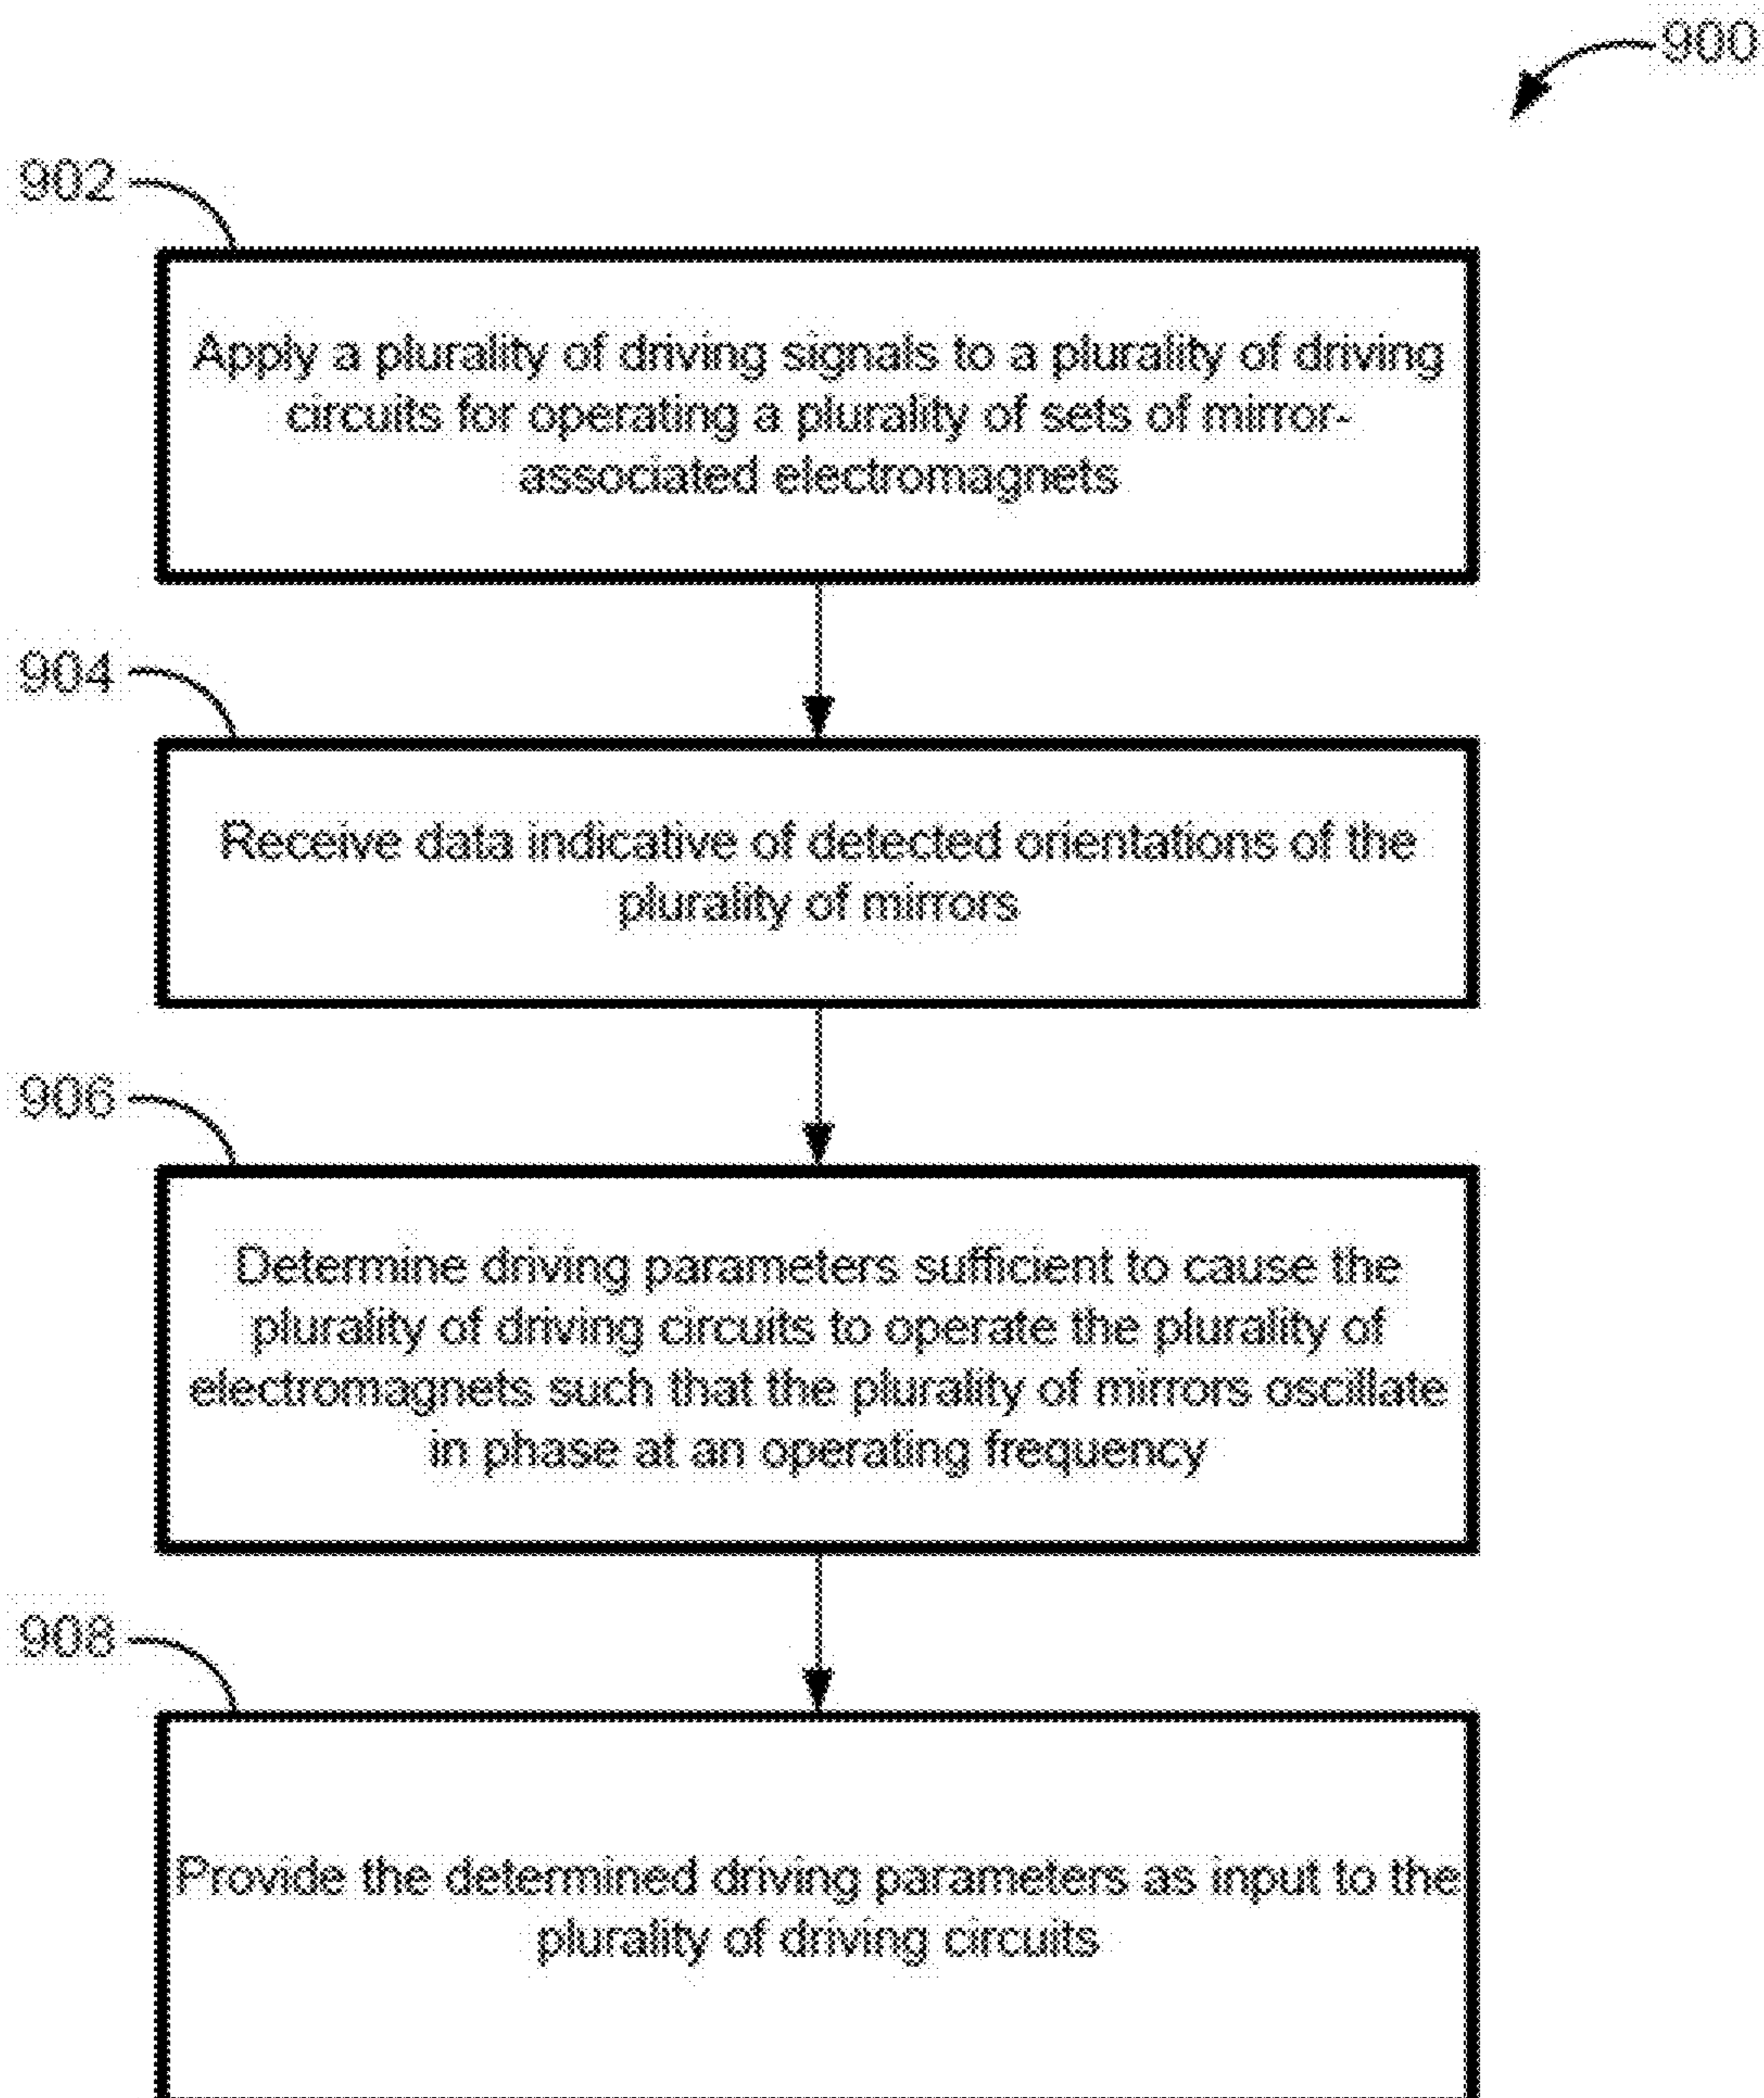 900
902
Apply a plurality of driving signals to a plurality of driving
circuits for operating a plurality of sets of mirror-
associated electromagnets
904
Receive data indicative of detected orientations of the
plurality of mirrors
906
Determine driving parameters sufficient to cause the
plurality of driving circuits to operate the plurality of
electromagnets such that the plurality of mirrors oscillate
in phase at an operating frequency
908
Provide the determined driving parameters as input to the
plurality of driving circuits